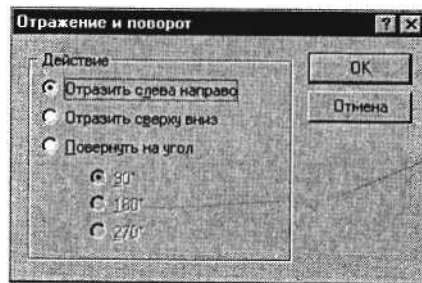 Отражение и поворот
Действие
Отразить слева направо
Отразить сверху вниз
Повернуть на угол
90°
180°
270°
OK
Отмена